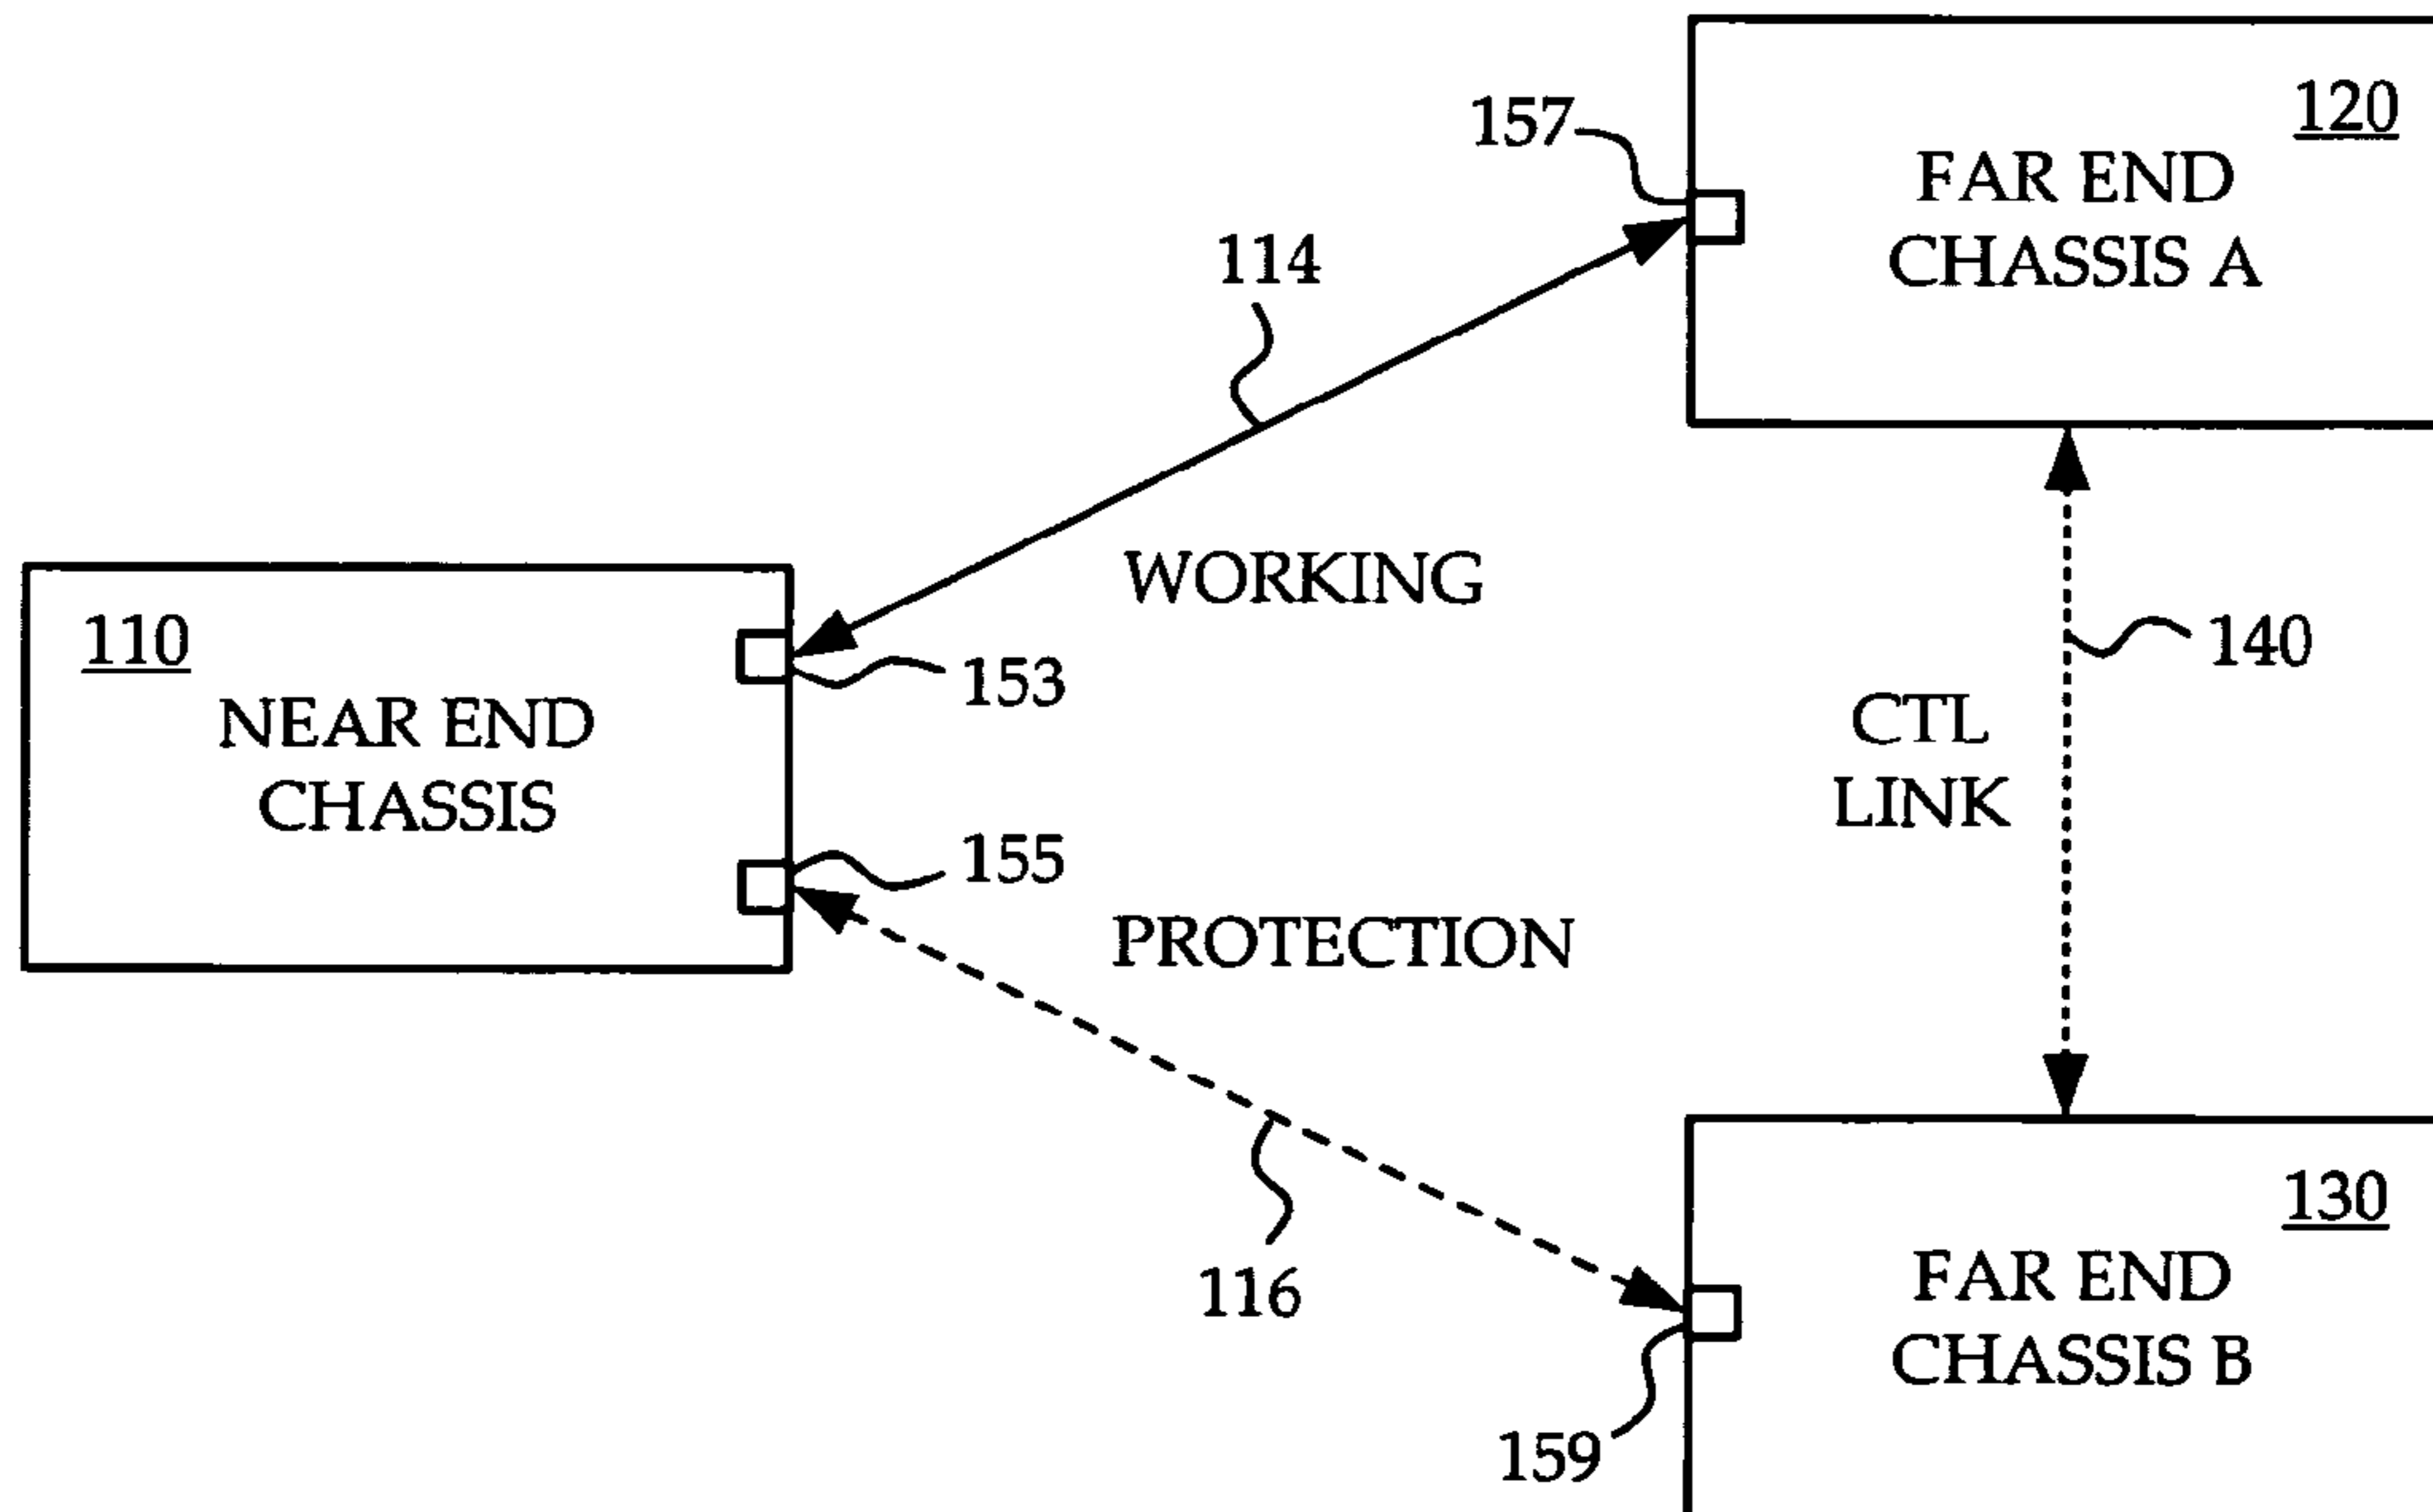 120
FAR END
CHASSIS A
157
114
WORKING
110
NEAR END
CHASSIS
153
155
140
CTL
LINK
PROTECTION
116
130
FAR END
CHASSIS B
159